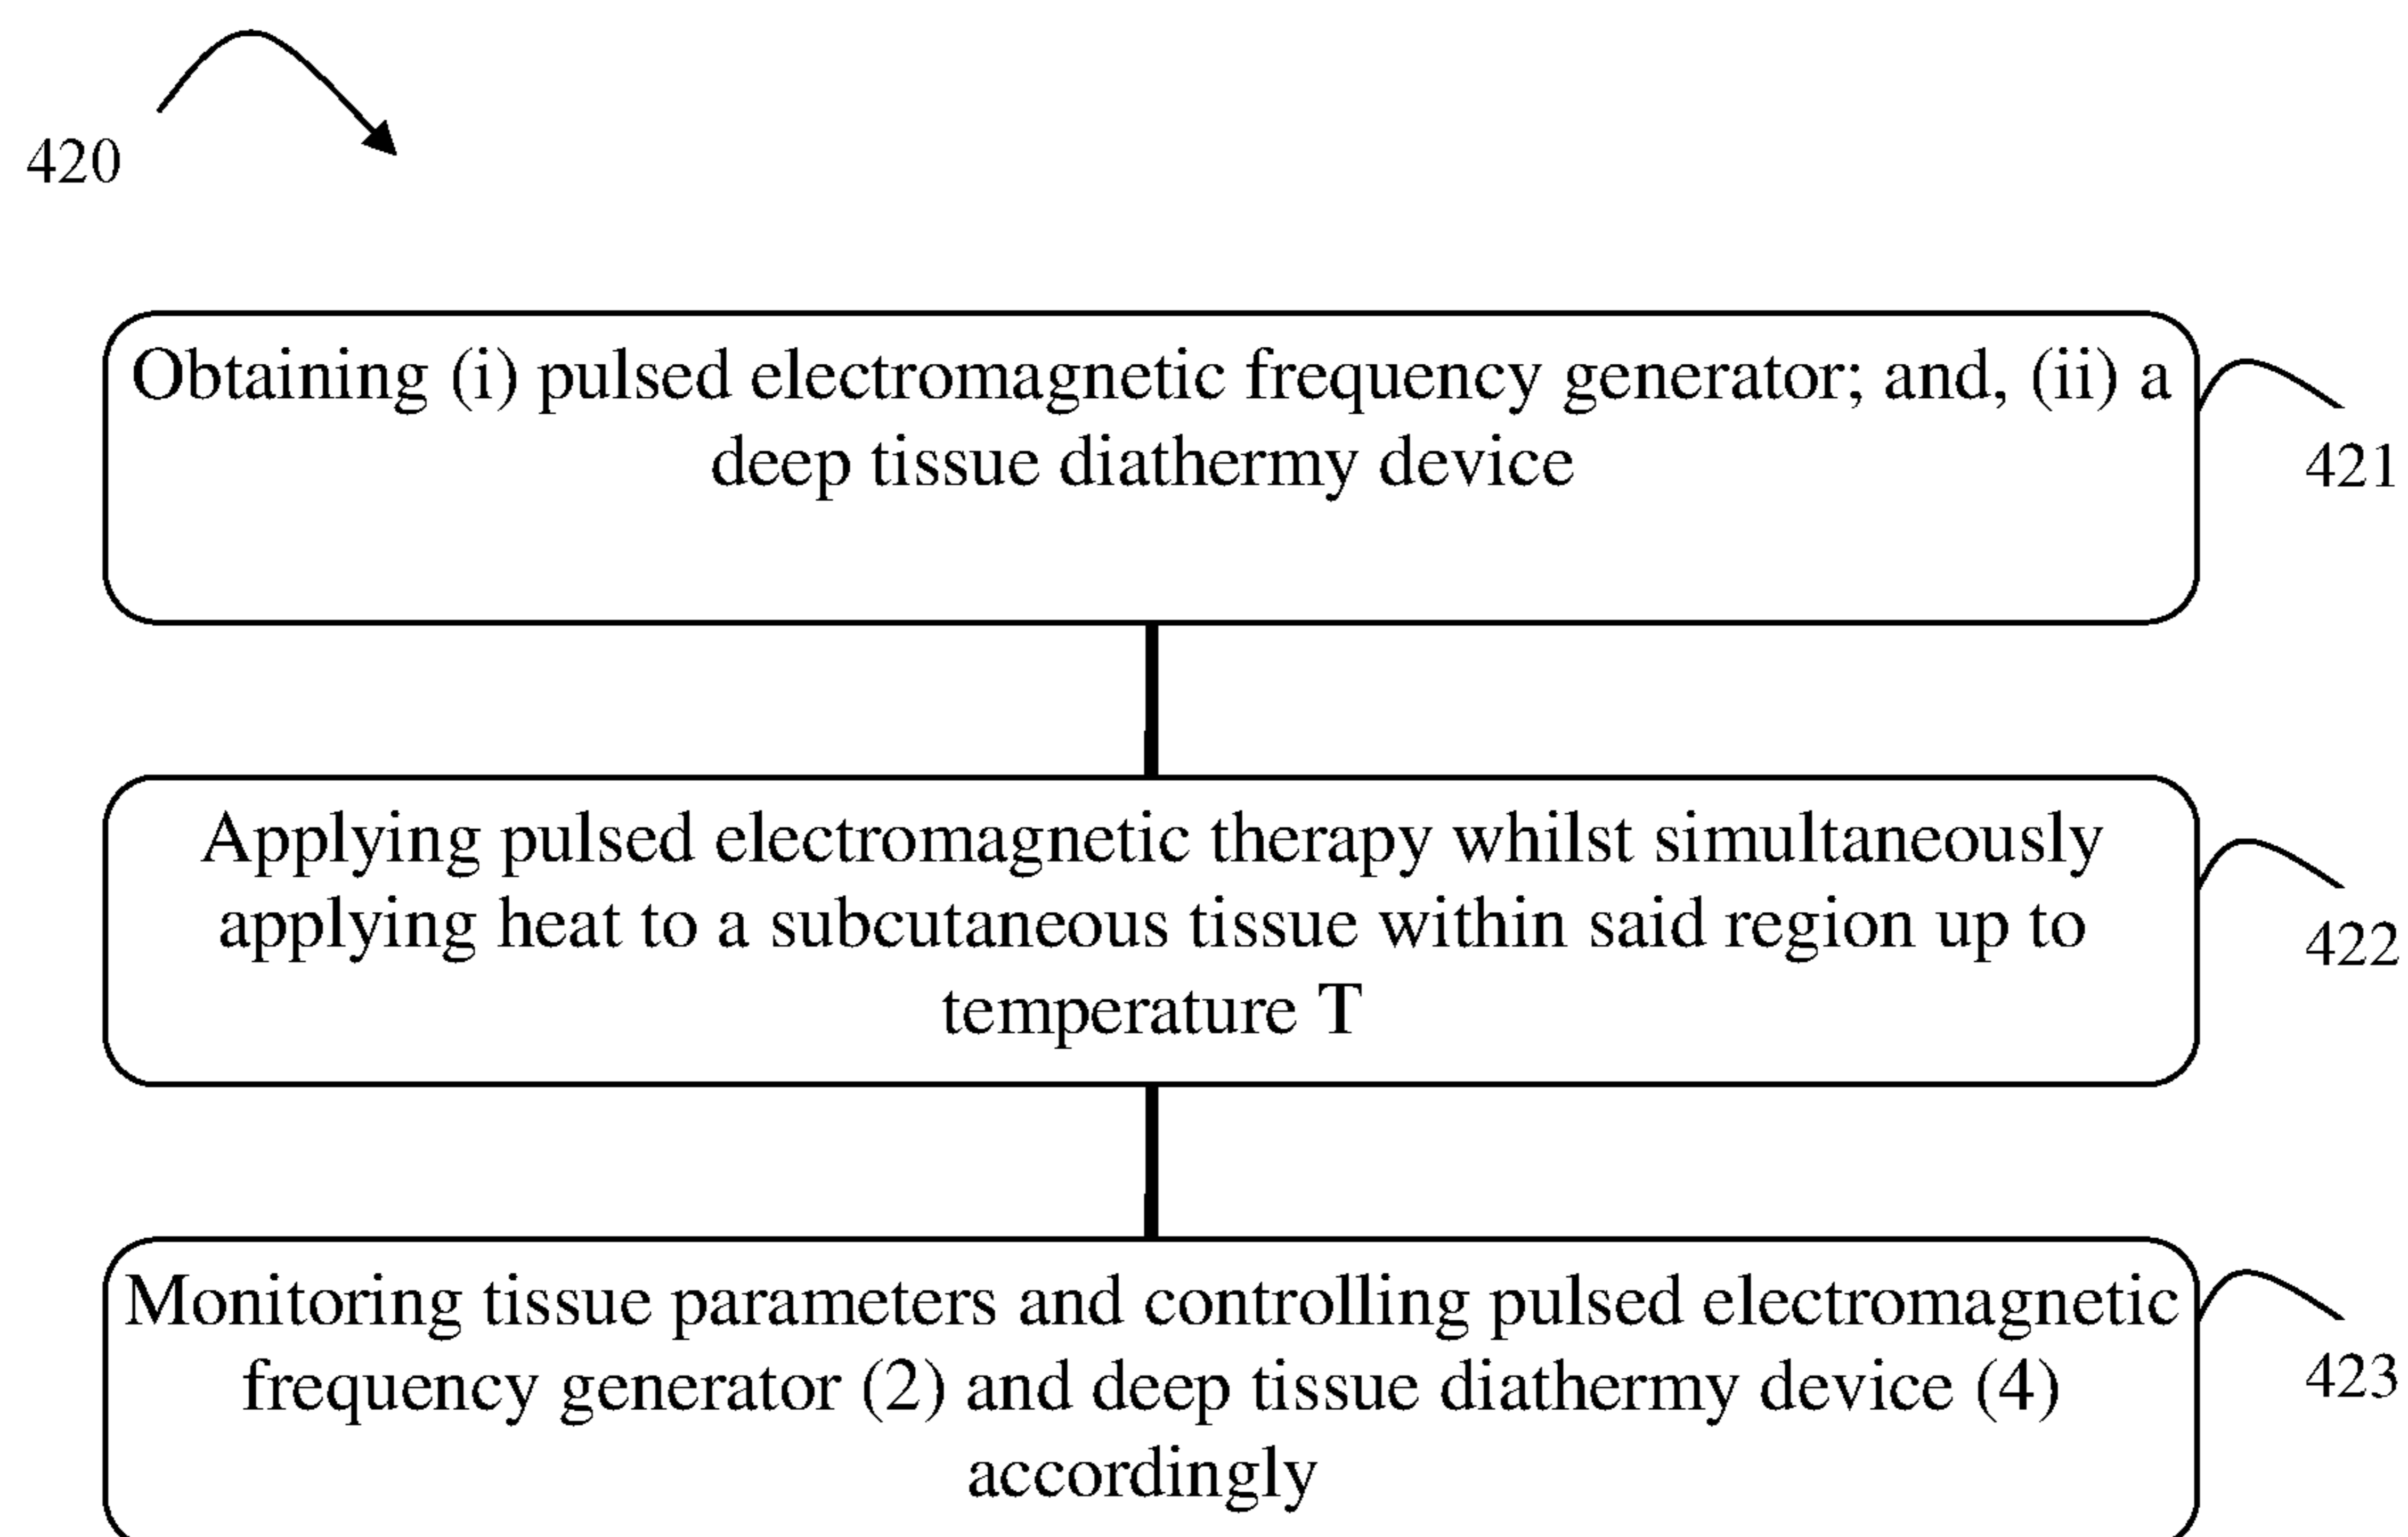 420
Obtaining (i) pulsed electromagnetic frequency generator; and, (ii) a
deep tissue diathermy device
421
Applying pulsed electromagnetic therapy whilst simultaneously
applying heat to a subcutaneous tissue within said region up to
temperature T
422
Monitoring tissue parameters and controlling pulsed electromagnetic
frequency generator (2) and deep tissue diathermy device (4)
accordingly
423